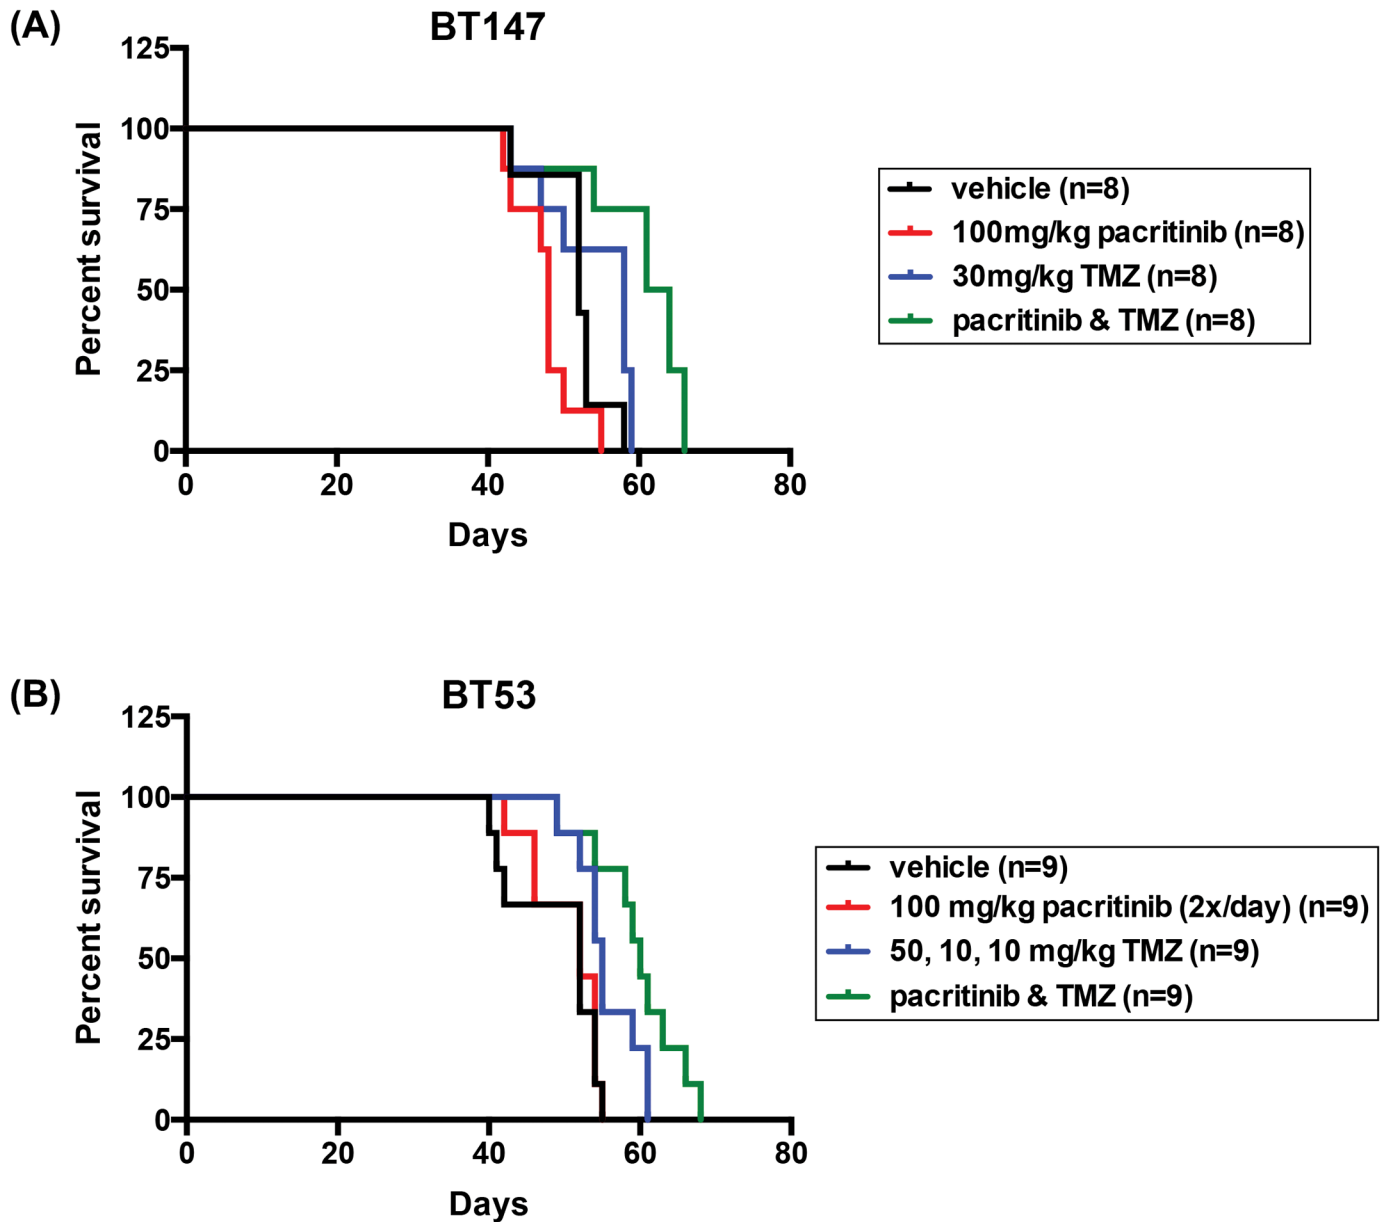 (A)
BT147
125
100
75
50
25
0
Percent survival
0 20 40 60 80
Days
vehicle (n=8)
100mg/kg pacritinib (n=8)
30mg/kg TMZ (n=8)
pacritinib & TMZ (n=8)
(B)
BT53
125
100
75
50
25
0
Percent survival
0 20 40 60 80
Days
vehicle (n=9)
100 mg/kg pacritinib (2x/day) (n=9)
50, 10, 10 mg/kg TMZ (n=9)
pacritinib & TMZ (n=9)